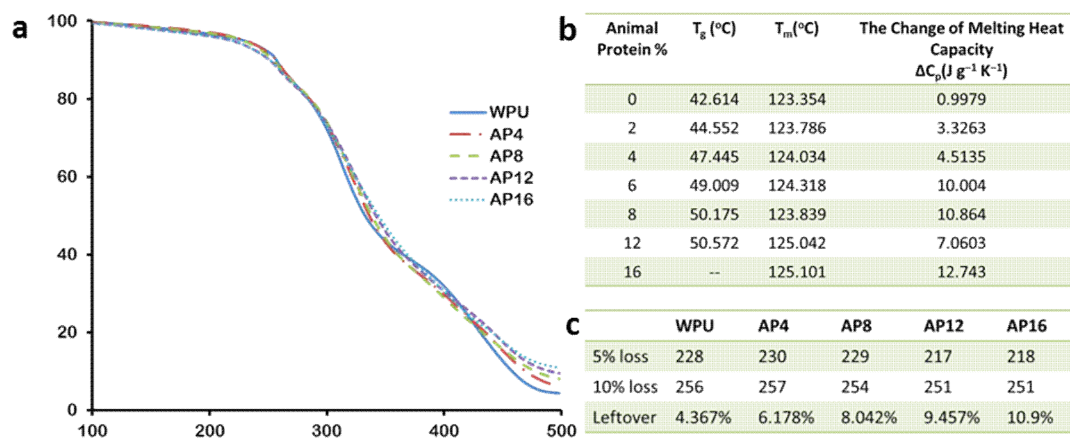 a
100
80
60
40
20
0
100 200 300 400 500
WPU
AP4
AP8
AP12
AP16
b
Animal Protein % Tg (°C) Tm(°C) The Change of Melting Heat
Capacity
ΔCp(J g⁻¹ K⁻¹)
0 42.614 123.354 0.9979
2 44.552 123.786 3.3263
4 47.445 124.034 4.5135
6 49.009 124.318 10.004
8 50.175 123.839 10.864
12 50.572 125.042 7.0603
16 -- 125.101 12.743
c
WPU AP4 AP8 AP12 AP16
5% loss 228 230 229 217 218
10% loss 256 257 254 251 251
Leftover 4.367% 6.178% 8.042% 9.457% 10.9%